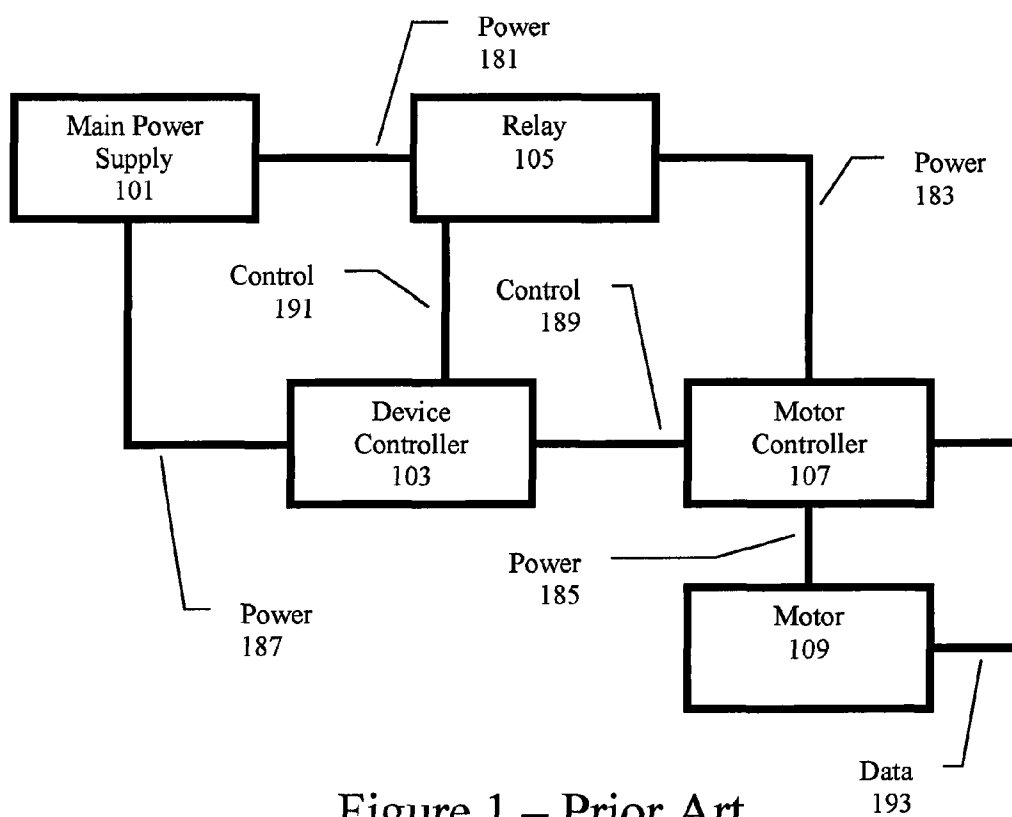 Power
181
Main Power
Supply
101
Relay
105
Power
183
Control
191
Control
189
Device
Controller
103
Motor
Controller
107
Power
185
Power
187
Motor
109
Data
193
Figure 1 – Prior Art